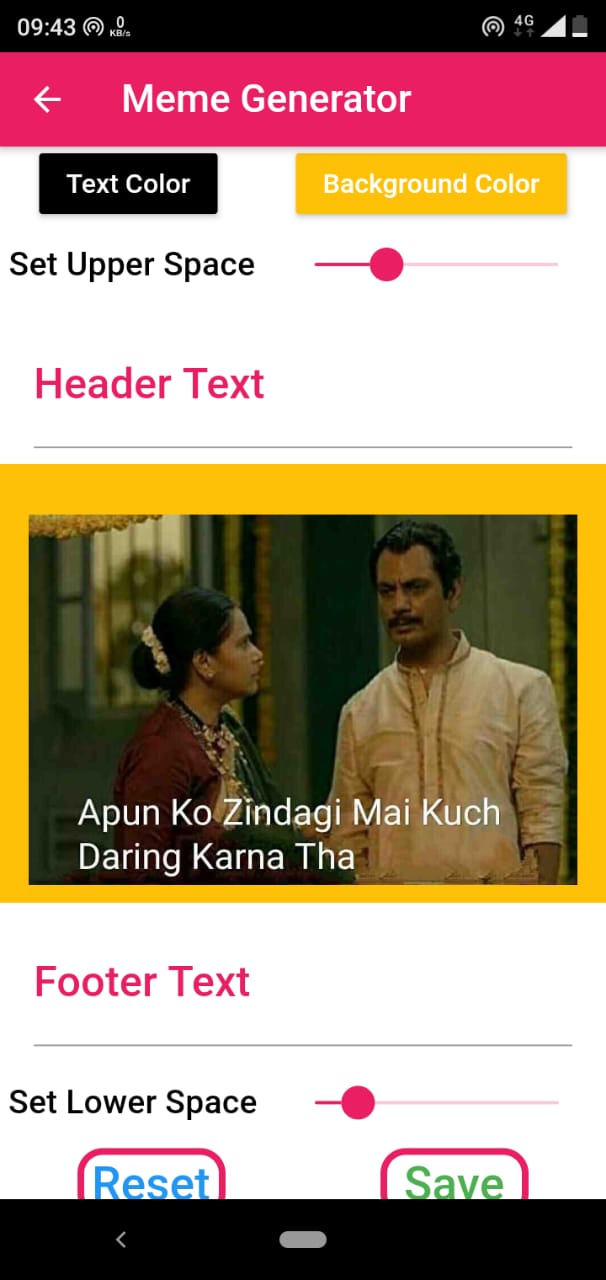 09:43 0 KB/s 4G
Meme Generator
Text Color Background Color
Set Upper Space
Header Text
Apun Ko Zindagi Mai Kuch
Daring Karna Tha
Footer Text
Set Lower Space
Reset Save